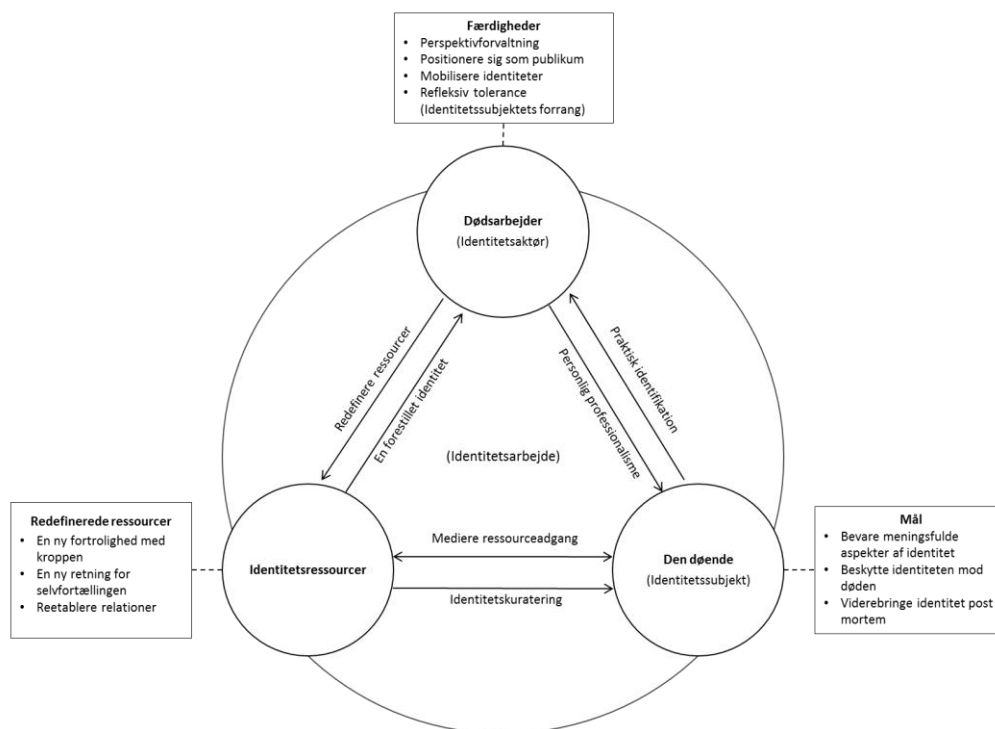 Færdigheder
• Perspektivforvaltning
• Positionere sig som publikum
• Mobilisere identiteter
• Refleksiv tolerance
(Identitetssubjektets forrang)
Dødsarbejder
(Identitetsaktør)
Redefinere ressourcer
En forestillet identitet
Personlig professionalisme
Praktisk identifikation
(Identitetsarbejde)
Redefinerede ressourcer
• En ny fortrolighed med
kroppen
• En ny retning for
selvfortællingen
• Reetablere relationer
Identitetsressourcer
Mediere ressourceadgang
Identitetskuratering
Den døende
(Identitetssubjekt)
Mål
• Bevare meningsfulde
aspekter af identitet
• Beskytte identiteten mod
døden
• Viderebringe identitet post
mortem